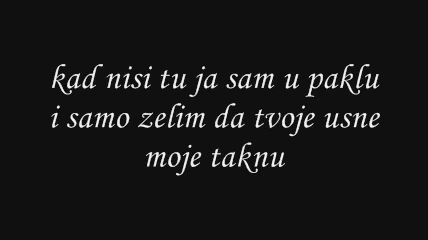 kad nisi tu ja sam u paklu
i samo zelim da tvoje usne
moje taknu